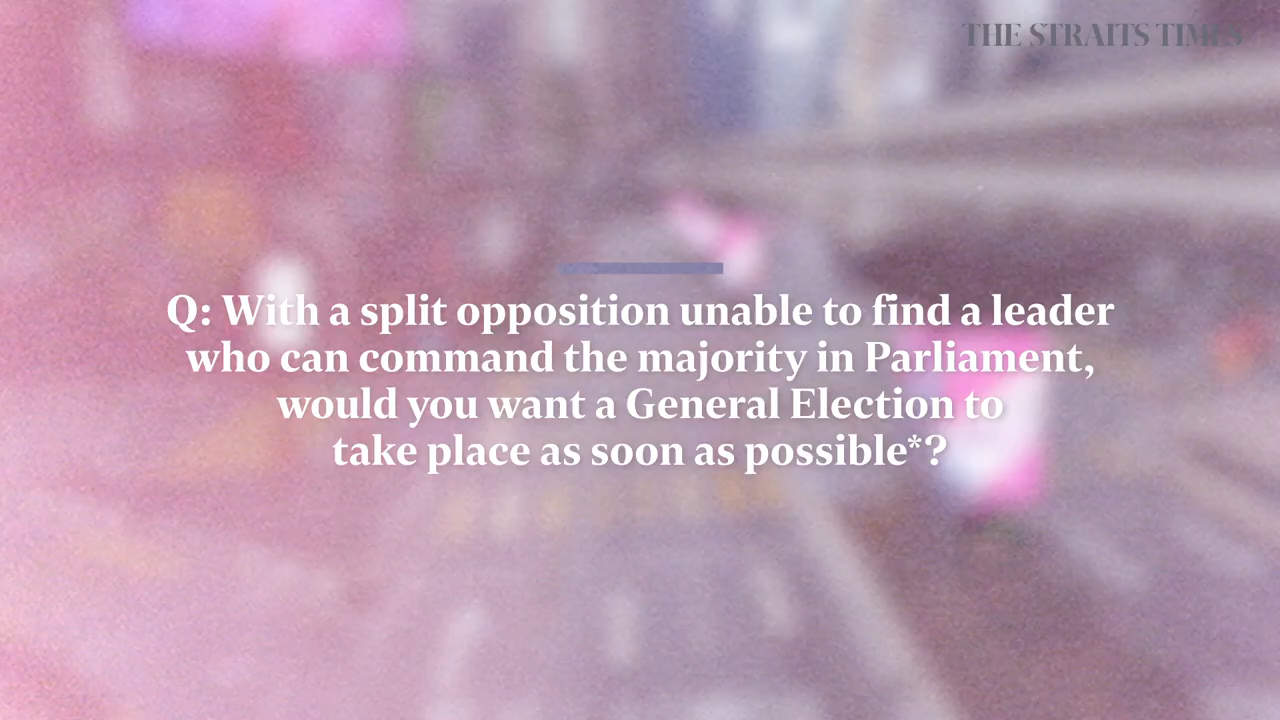 THE STRAITS TIMES
Q: With a split opposition unable to find a leader
who can command the majority in Parliament,
would you want a General Election to
take place as soon as possible*?